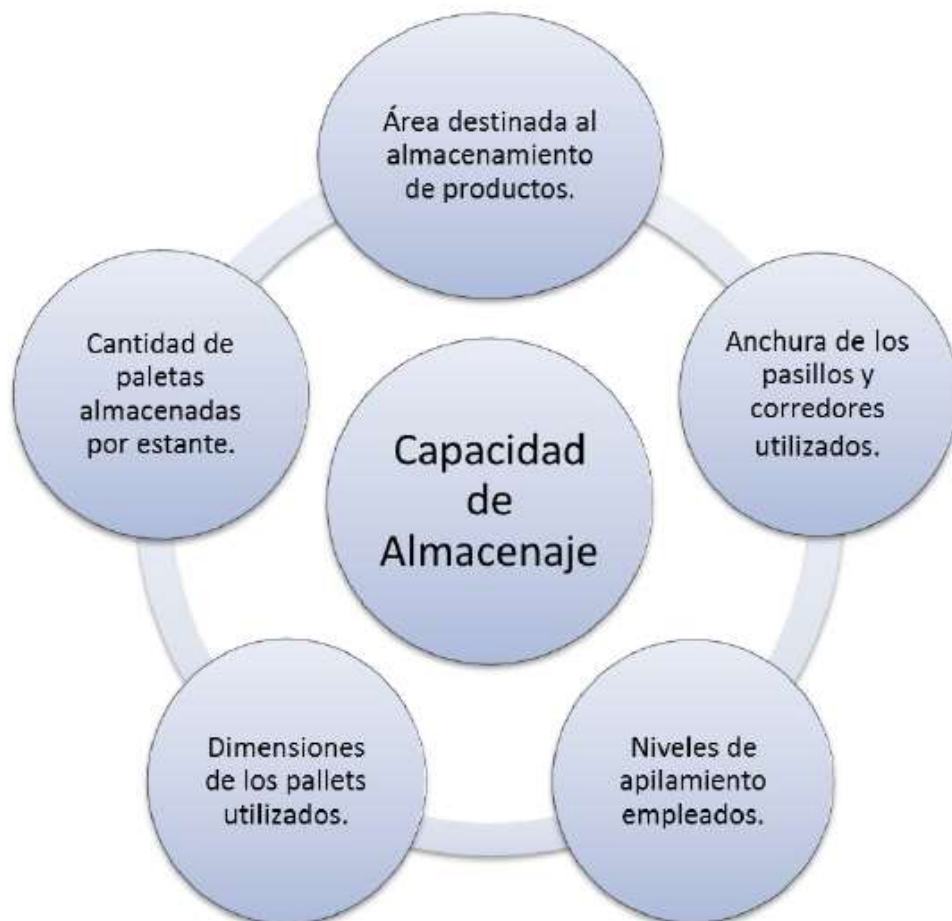 Área destinada al
almacenamiento
de productos.
Anchura de los
pasillos y
corredores
utilizados.
Niveles de
apilamiento
empleados.
Dimensiones
de los pallets
utilizados.
Cantidad de
paletas
almacenadas
por estante.
Capacidad
de
Almacenaje